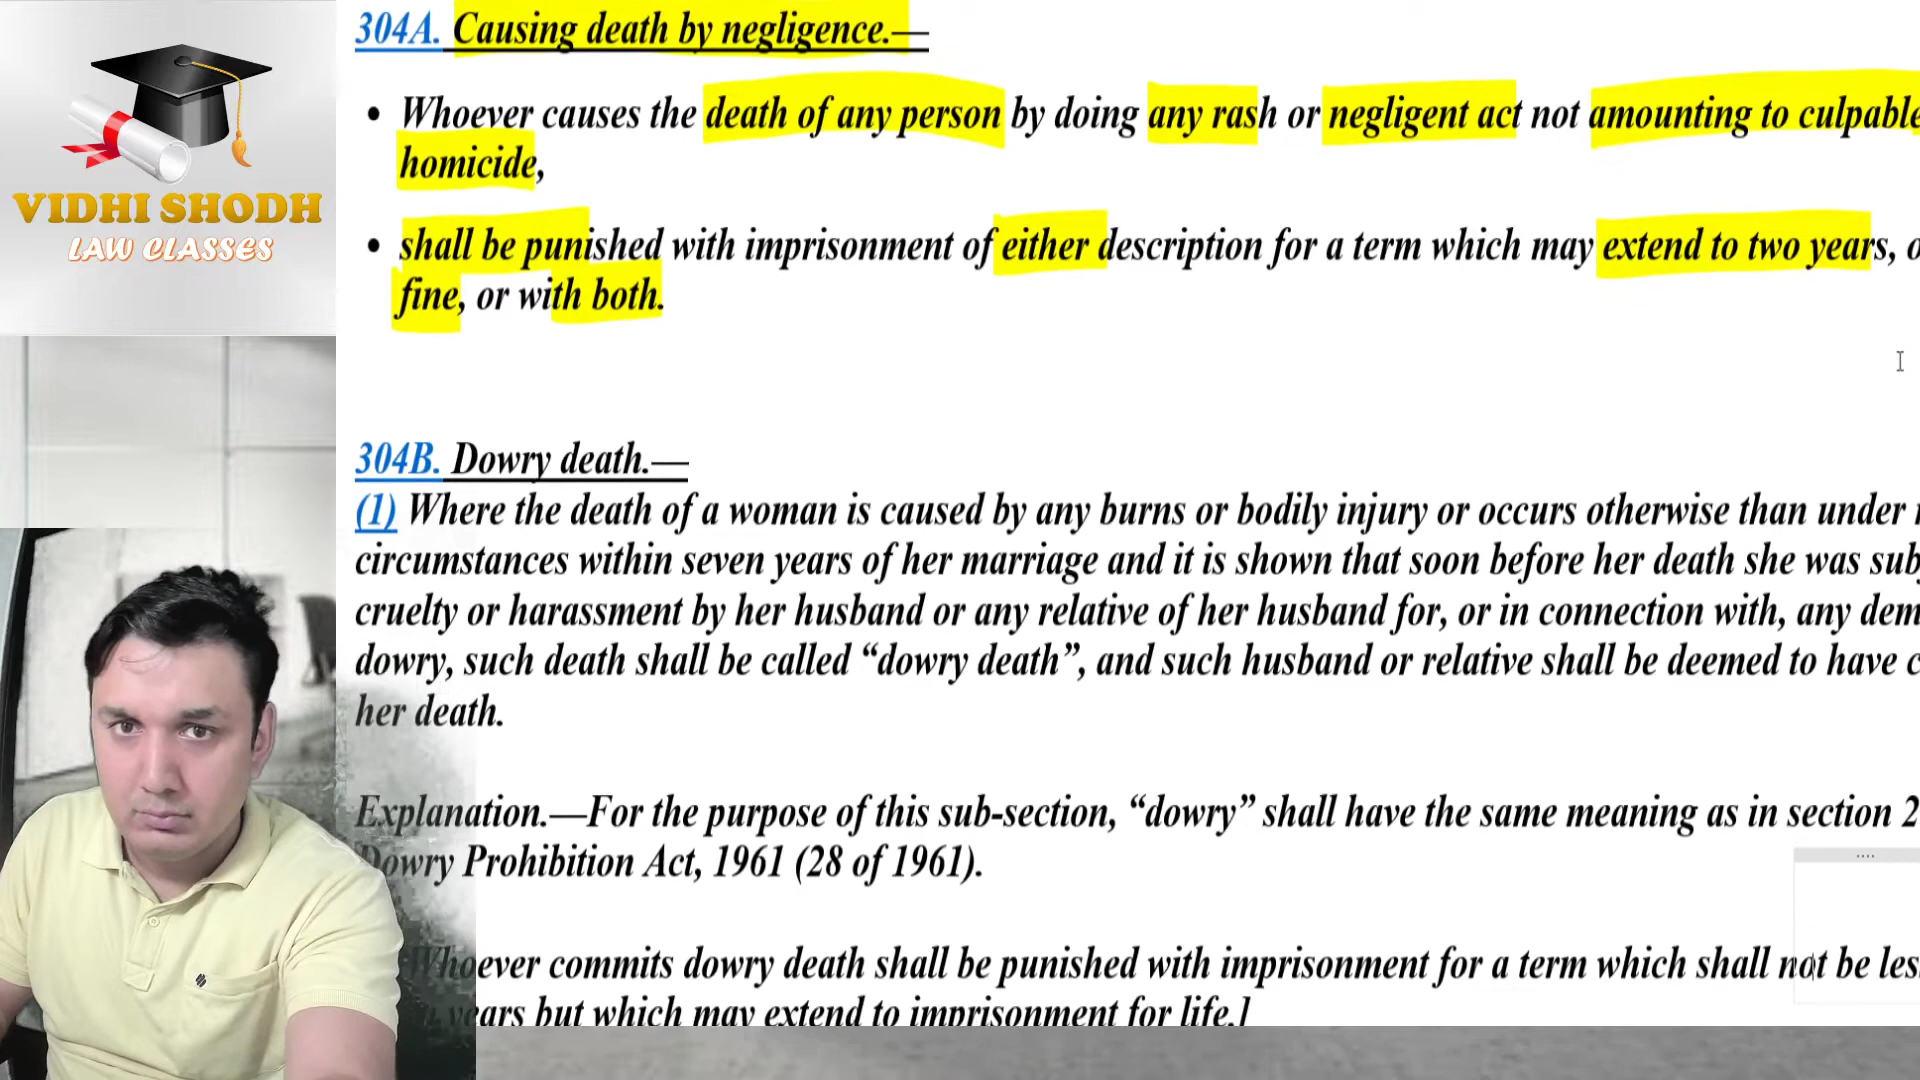 VIDHI SHODH
LAW CLASSES
304A. Causing death by negligence.—
• Whoever causes the death of any person by doing any rash or negligent act not amounting to culpable
homicide,
• shall be punished with imprisonment of either description for a term which may extend to two years,
fine, or with both.
304B. Dowry death.—
(1) Where the death of a woman is caused by any burns or bodily injury or occurs otherwise than under
circumstances within seven years of her marriage and it is shown that soon before her death she was
cruelty or harassment by her husband or any relative of her husband for, or in connection with, any
dowry, such death shall be called “dowry death”, and such husband or relative shall be deemed to have
her death.
Explanation.—For the purpose of this sub-section, “dowry” shall have the same meaning as in section 2
Dowry Prohibition Act, 1961 (28 of 1961).
Whoever commits dowry death shall be punished with imprisonment for a term which shall not be
years but which may extend to imprisonment for life.]